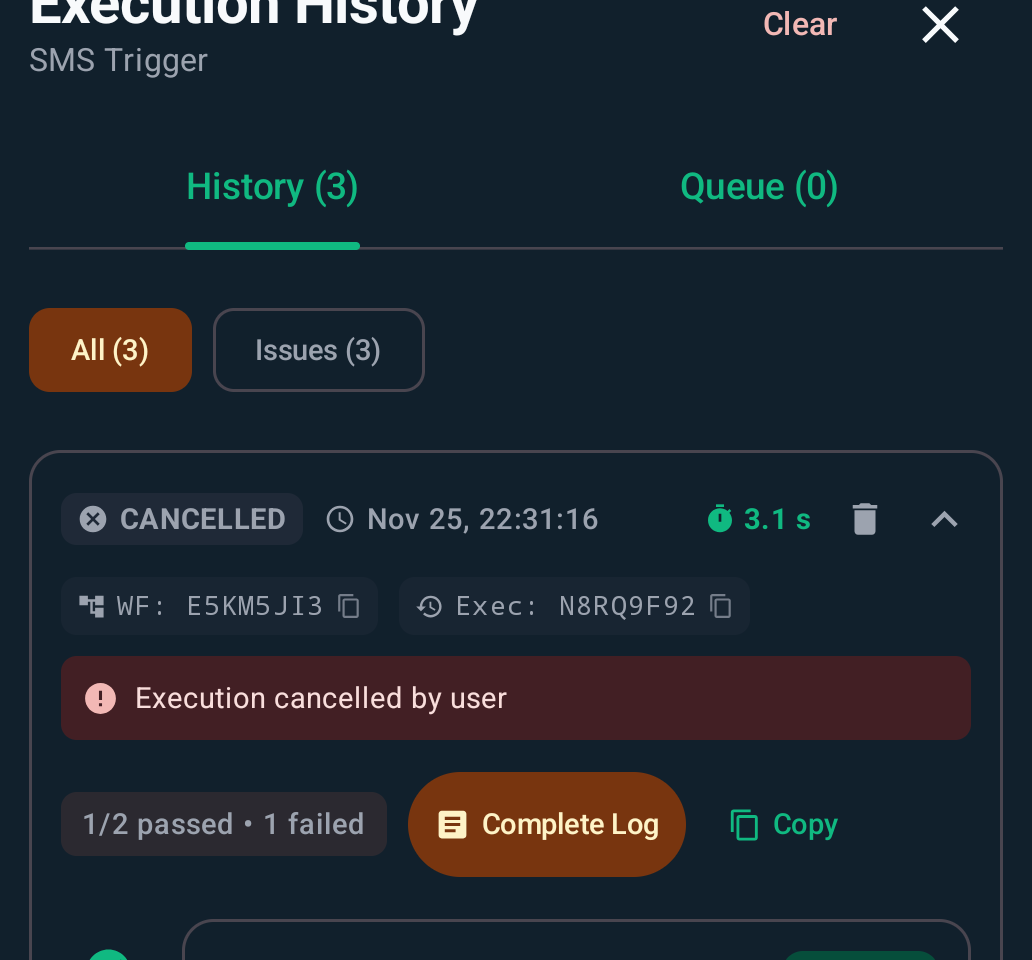 Execution History
Clear
SMS Trigger
History (3)
Queue (0)
All (3)
Issues (3)
CANCELLED
Nov 25, 22:31:16
3.1 s
WF: E5KM5JI3
Exec: N8RQ9F92
Execution cancelled by user
1/2 passed • 1 failed
Complete Log
Copy